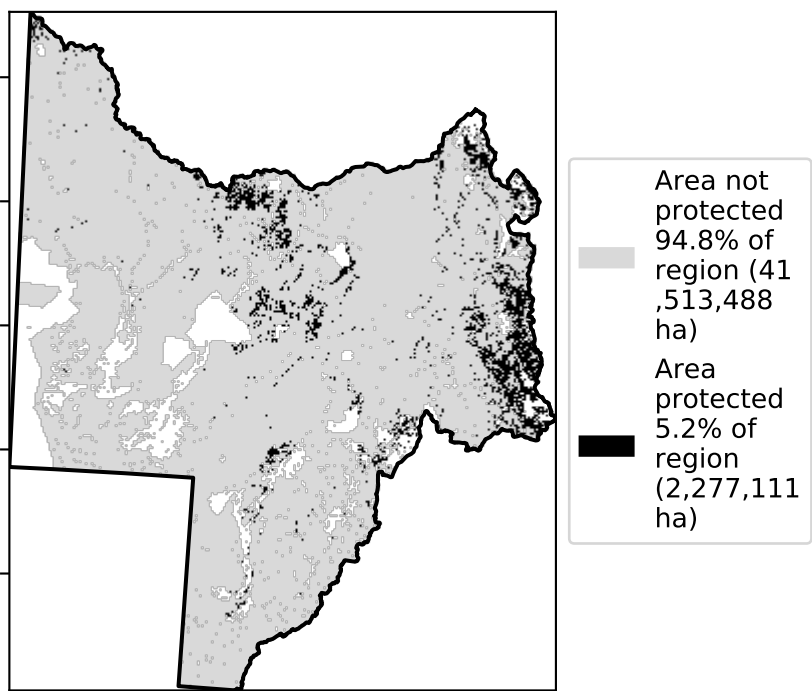 Area not
protected
94.8% of
region (41
,513,488
ha)
Area
protected
5.2% of
region
(2,277,111
ha)